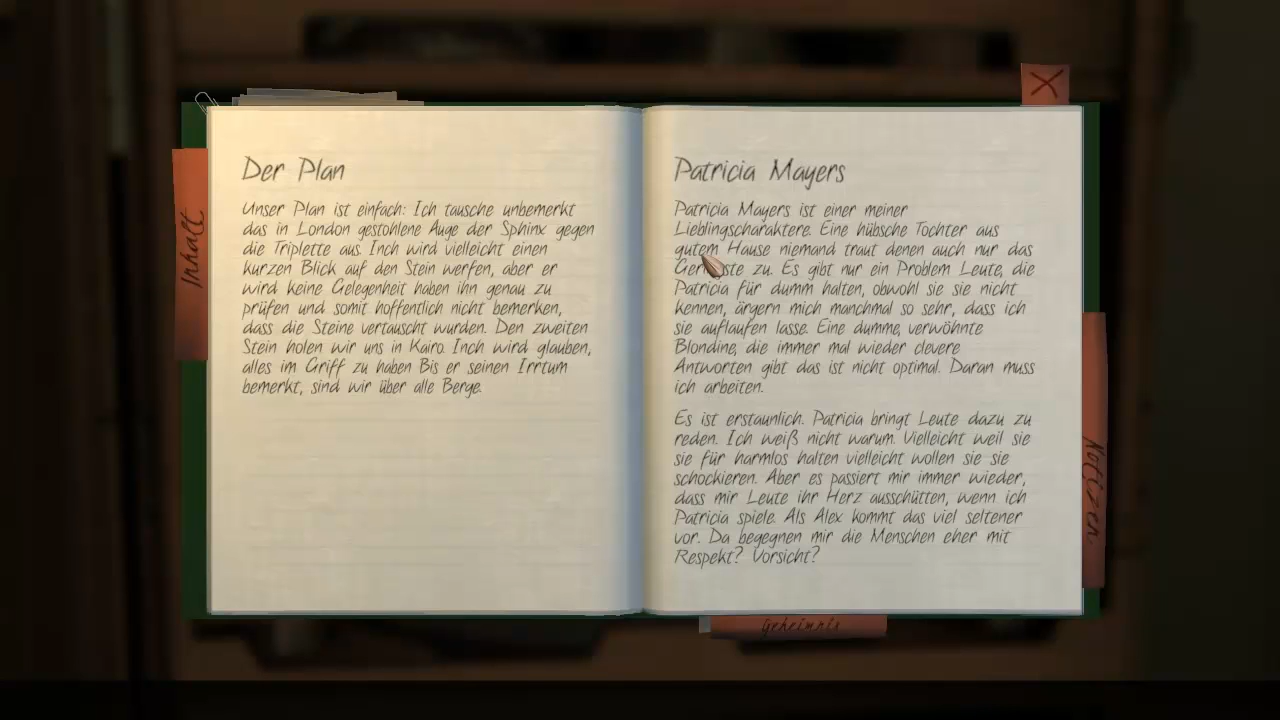 Der Plan
Unser Plan ist einfach: Ich tausche unbemerkt
das in London gestohlene Auge der Sphinx gegen
die Triplette aus. Inch wird vielleicht einen
kurzen Blick auf den Stein werfen, aber er
wird keine Gelegenheit haben ihn genau zu
prüfen und somit hoffentlich nicht bemerken,
dass die Steine vertauscht wurden. Den zweiten
Stein holen wir uns in Kairo. Inch wird glauben,
alles im Griff zu haben Bis er seinen Irrtum
bemerkt, sind wir über alle Berge.
Patricia Mayers
Patricia Mayers ist einer meiner
Lieblingscharaktere. Eine hübsche Tochter aus
gutem Hause niemand traut denen auch nur das
zu. Es gibt nur ein Problem Leute, die
Patricia für dumm halten, obwohl sie sie nicht
kennen, ärgern mich manchmal so sehr, dass ich
sie auflaufen lasse. Eine dumme, verwöhnte
Blondine, die immer mal wieder clevere
Antworten gibt das ist nicht optimal. Daran muss
ich arbeiten.
Es ist erstaunlich. Patricia bringt Leute dazu zu
reden. Ich weiß nicht warum. Vielleicht weil sie
sie für harmlos halten vielleicht wollen sie sie
schockieren. Aber es passiert mir immer wieder,
dass mir Leute ihr Herz ausschütten, wenn ich
Patricia spiele. Als Alex kommt das viel seltener
vor. Da begegnen mir die Menschen eher mit
Respekt? Vorsicht?
Inhalt
Notizen
Geheimnis
X